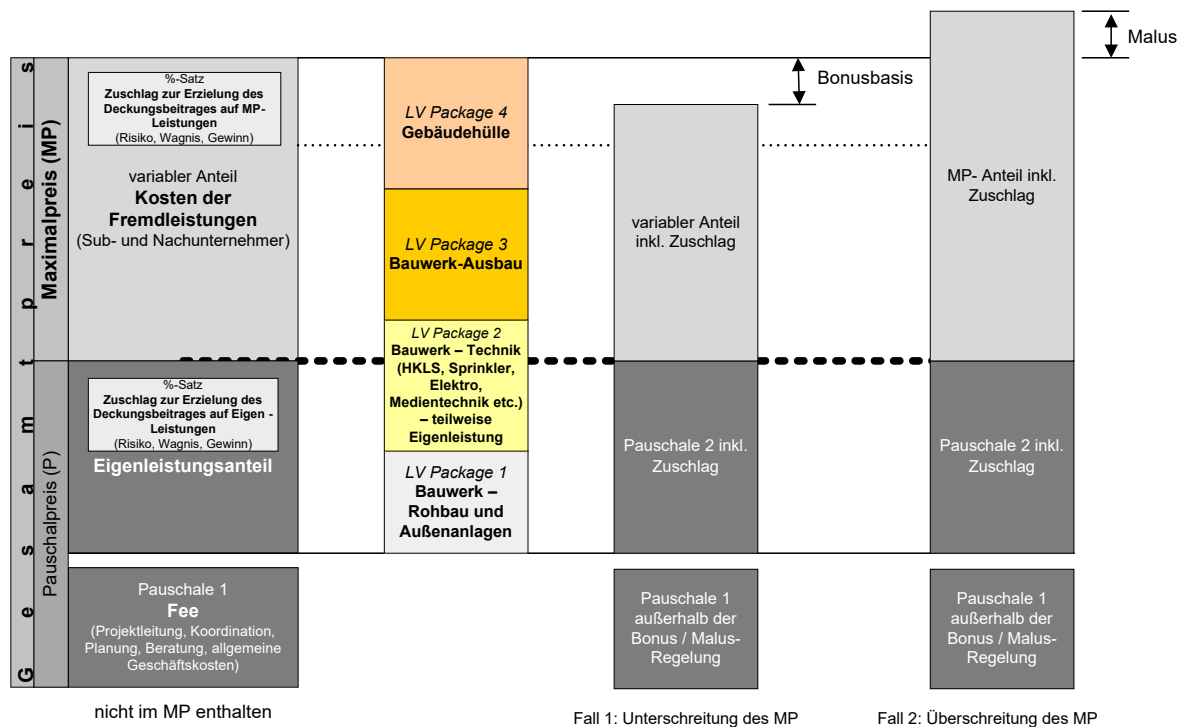 Gesamtpreis
Maximalpreis (MP)
Pauschalpreis (P)
%-Satz
Zuschlag zur Erzielung des
Deckungsbeitrages auf MP-
Leistungen
(Risiko, Wagnis, Gewinn)
variabler Anteil
Kosten der
Fremdleistungen
(Sub- und Nachunternehmer)
%-Satz
Zuschlag zur Erzielung des
Deckungsbeitrages auf Eigen -
Leistungen
(Risiko, Wagnis, Gewinn)
Eigenleistungsanteil
Pauschale 1
Fee
(Projektleitung, Koordination,
Planung, Beratung, allgemeine
Geschäftskosten)
nicht im MP enthalten
LV Package 4
Gebäudehülle
LV Package 3
Bauwerk-Ausbau
LV Package 2
Bauwerk – Technik
(HKLS, Sprinkler,
Elektro,
Medientechnik etc.)
– teilweise
Eigenleistung
LV Package 1
Bauwerk –
Rohbau und
Außenanlagen
Bonusbasis
variabler Anteil
inkl. Zuschlag
Pauschale 2 inkl.
Zuschlag
Pauschale 1
außerhalb der
Bonus / Malus-
Regelung
Fall 1: Unterschreitung des MP
Malus
MP- Anteil inkl.
Zuschlag
Pauschale 2 inkl.
Zuschlag
Pauschale 1
außerhalb der
Bonus / Malus-
Regelung
Fall 2: Überschreitung des MP